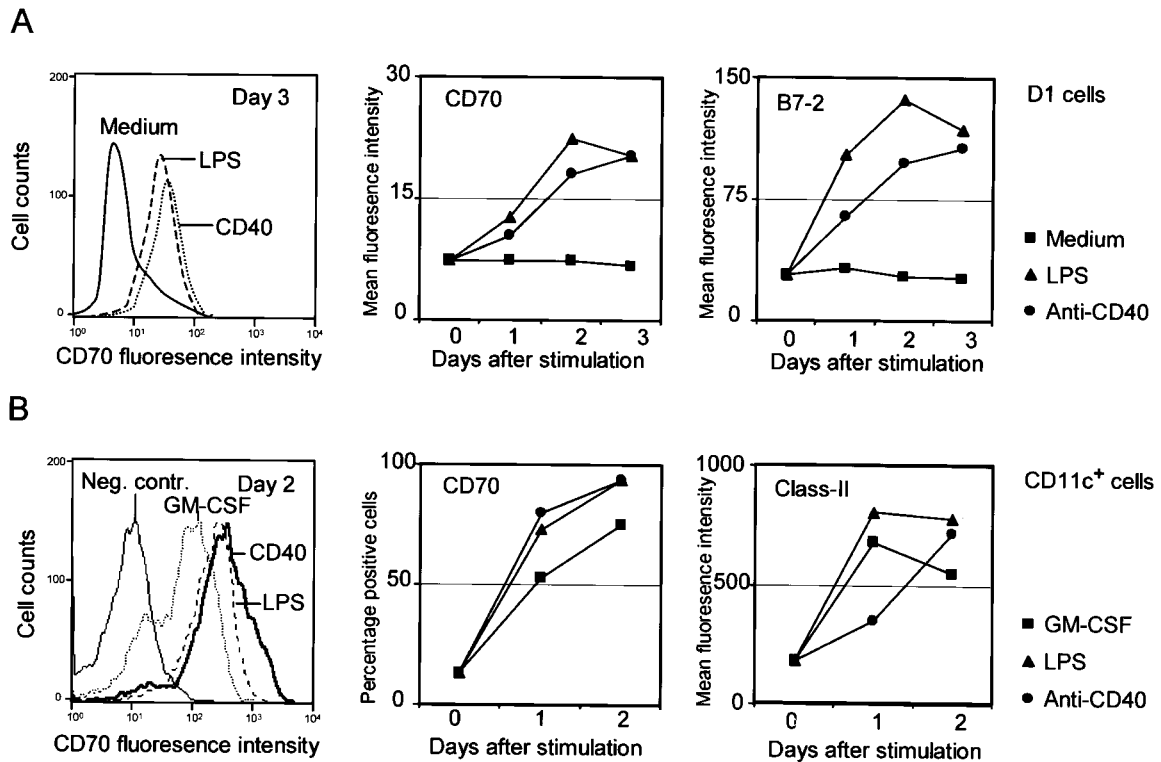 A
200
100
0
Cell counts
Day 3
Medium
LPS
CD40
10⁰ 10¹ 10² 10³ 10⁴
CD70 fluoresence intensity
30
15
0
Mean fluoresence intensity
CD70
0 1 2 3
Days after stimulation
150
75
0
Mean fluoresence intensity
B7-2
0 1 2 3
Days after stimulation
D1 cells
Medium
LPS
Anti-CD40
B
200
100
0
Cell counts
Neg. contr.
Day 2
GM-CSF
CD40
LPS
10⁰ 10¹ 10² 10³ 10⁴
CD70 fluoresence intensity
100
50
0
Percentage positive cells
CD70
0 1 2
Days after stimulation
1000
500
0
Mean fluoresence intensity
Class-II
0 1 2
Days after stimulation
CD11c⁺ cells
GM-CSF
LPS
Anti-CD40